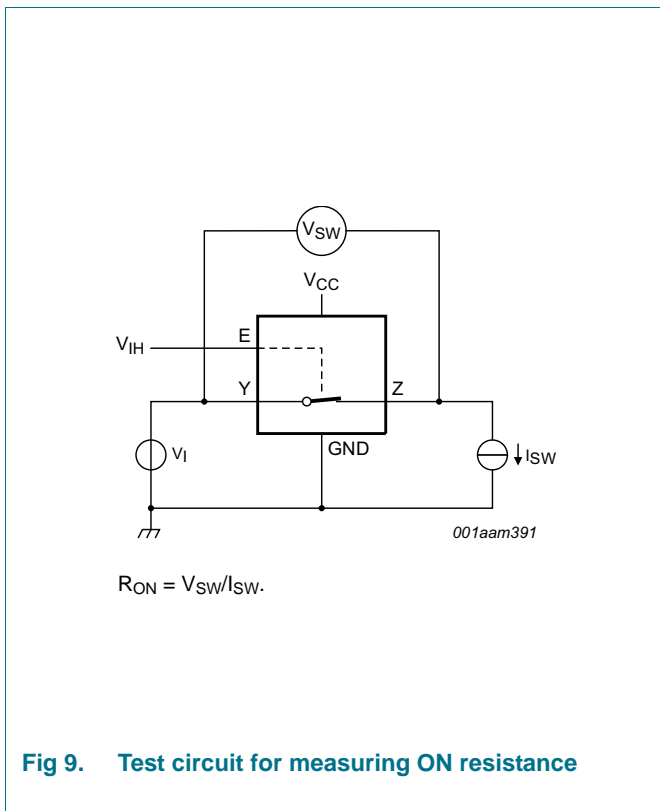 VSW
VCC
VIH
E
Y
Z
VI
GND
ISW
001aam391
RON = VSW/ISW.
Fig 9. Test circuit for measuring ON resistance